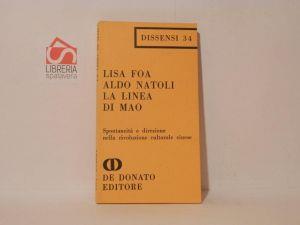 LIBRERIA
spalavera
DISSENSI 34
LISA FOA
ALDO NATOLI
LA LINEA
DI MAO
Spontaneità e direzione
nella rivoluzione culturale cinese
DE DONATO
EDITORE